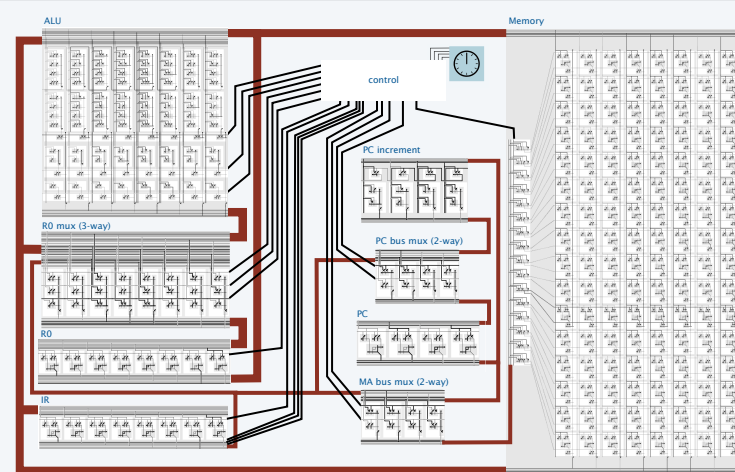 ALU
Memory
control
PC increment
R0 mux (3-way)
PC bus mux (2-way)
PC
R0
MA bus mux (2-way)
IR